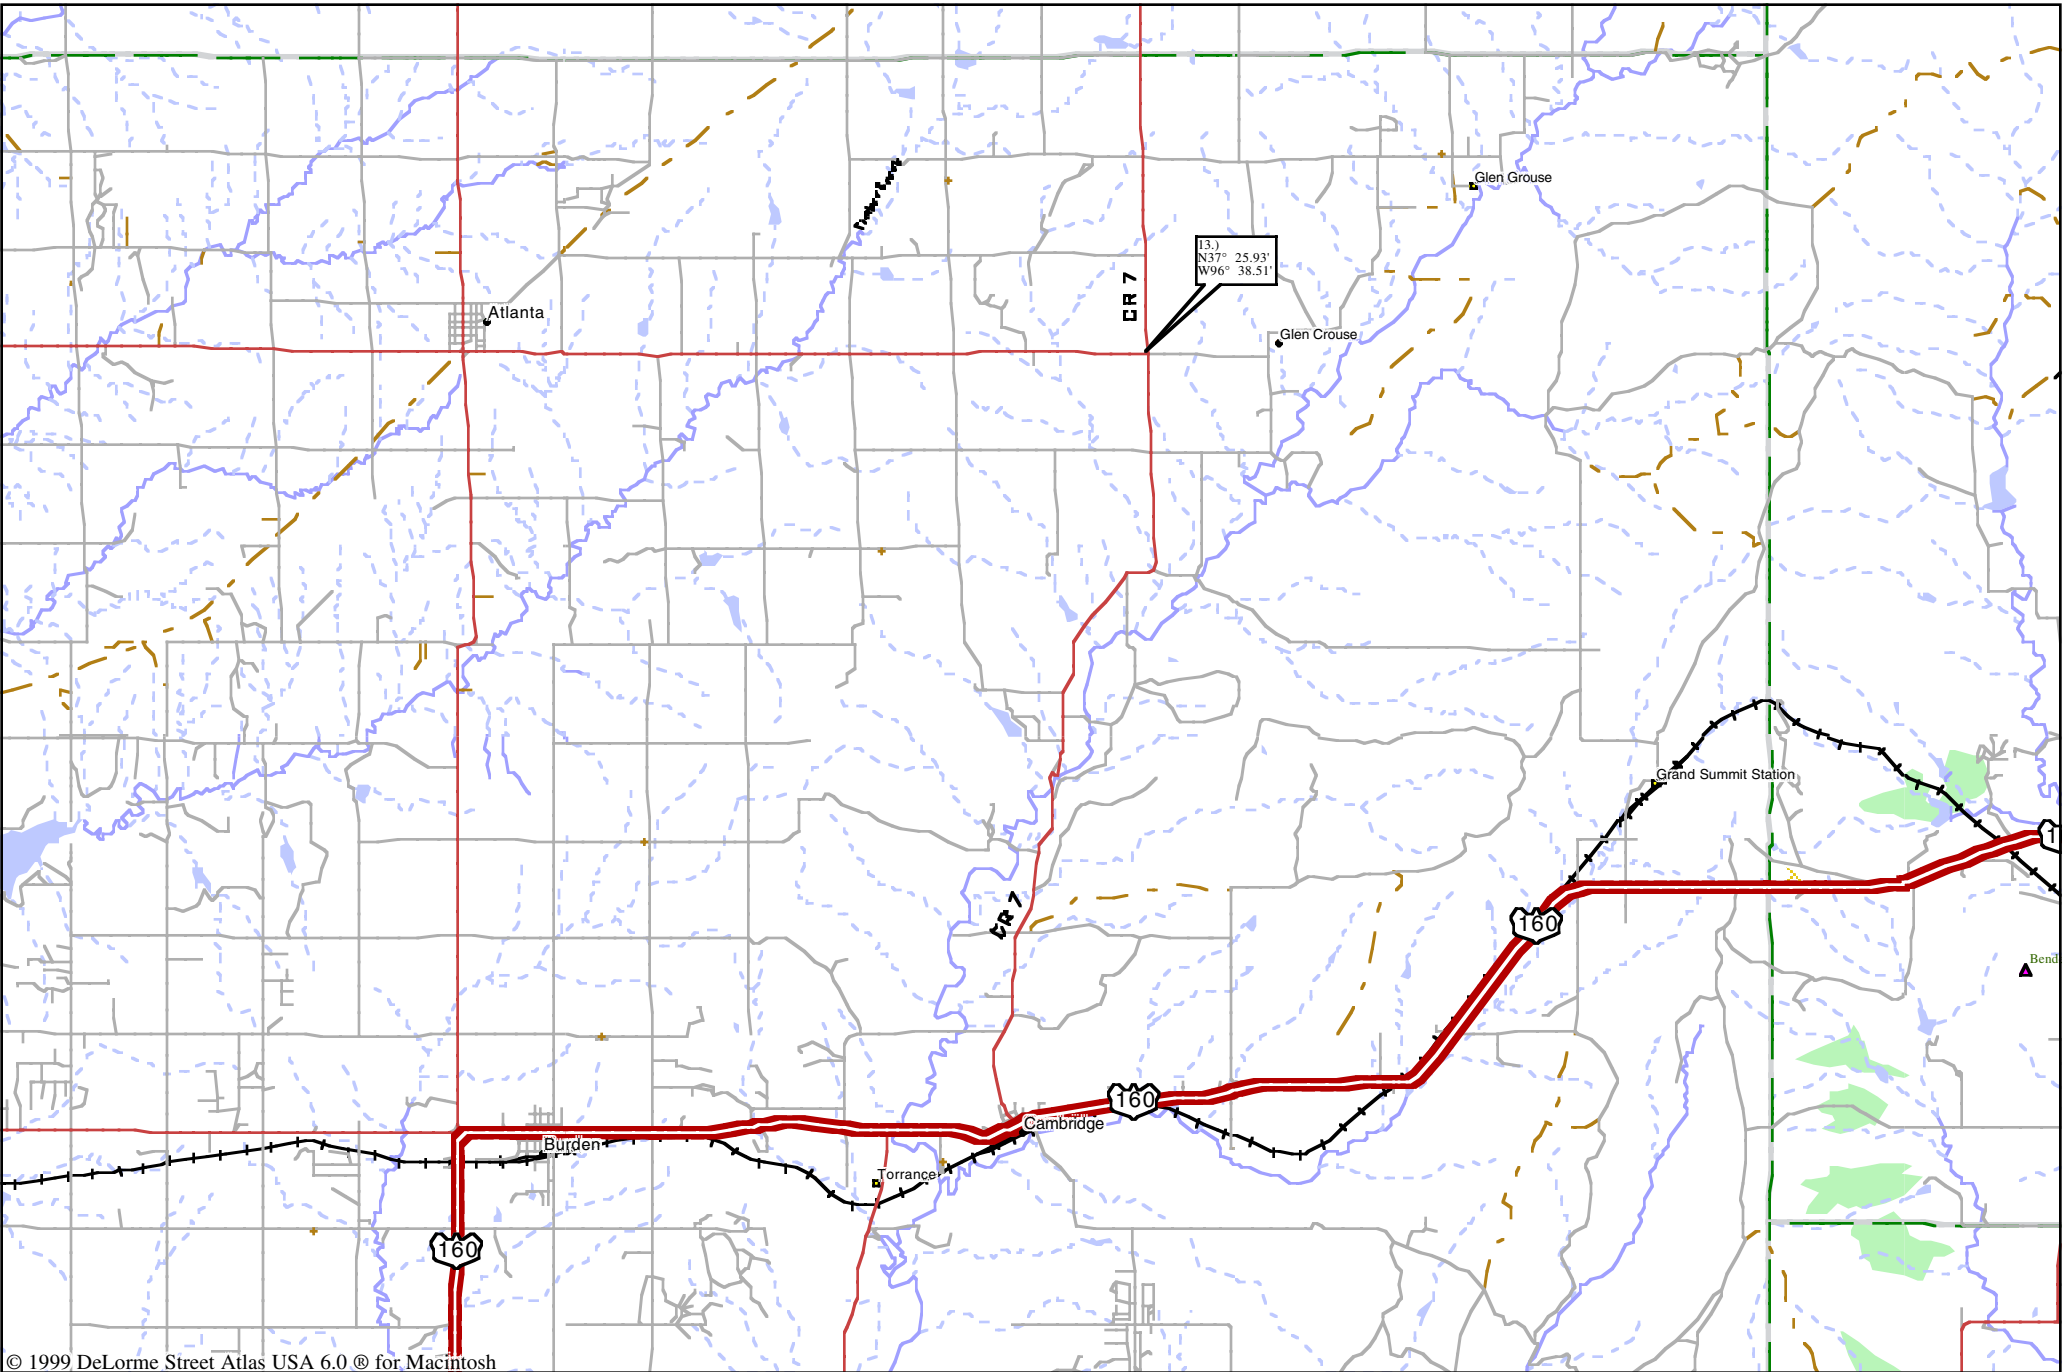 Glen Grouse
13.)
N37° 25.93'
W96° 38.51'
CR 7
Atlanta
Glen Crouse
Grand Summit Station
1
CR 7
160
Bend
160
Cambridge
Burden
Torrance
160
© 1999 DeLorme Street Atlas USA 6.0 ® for Macintosh